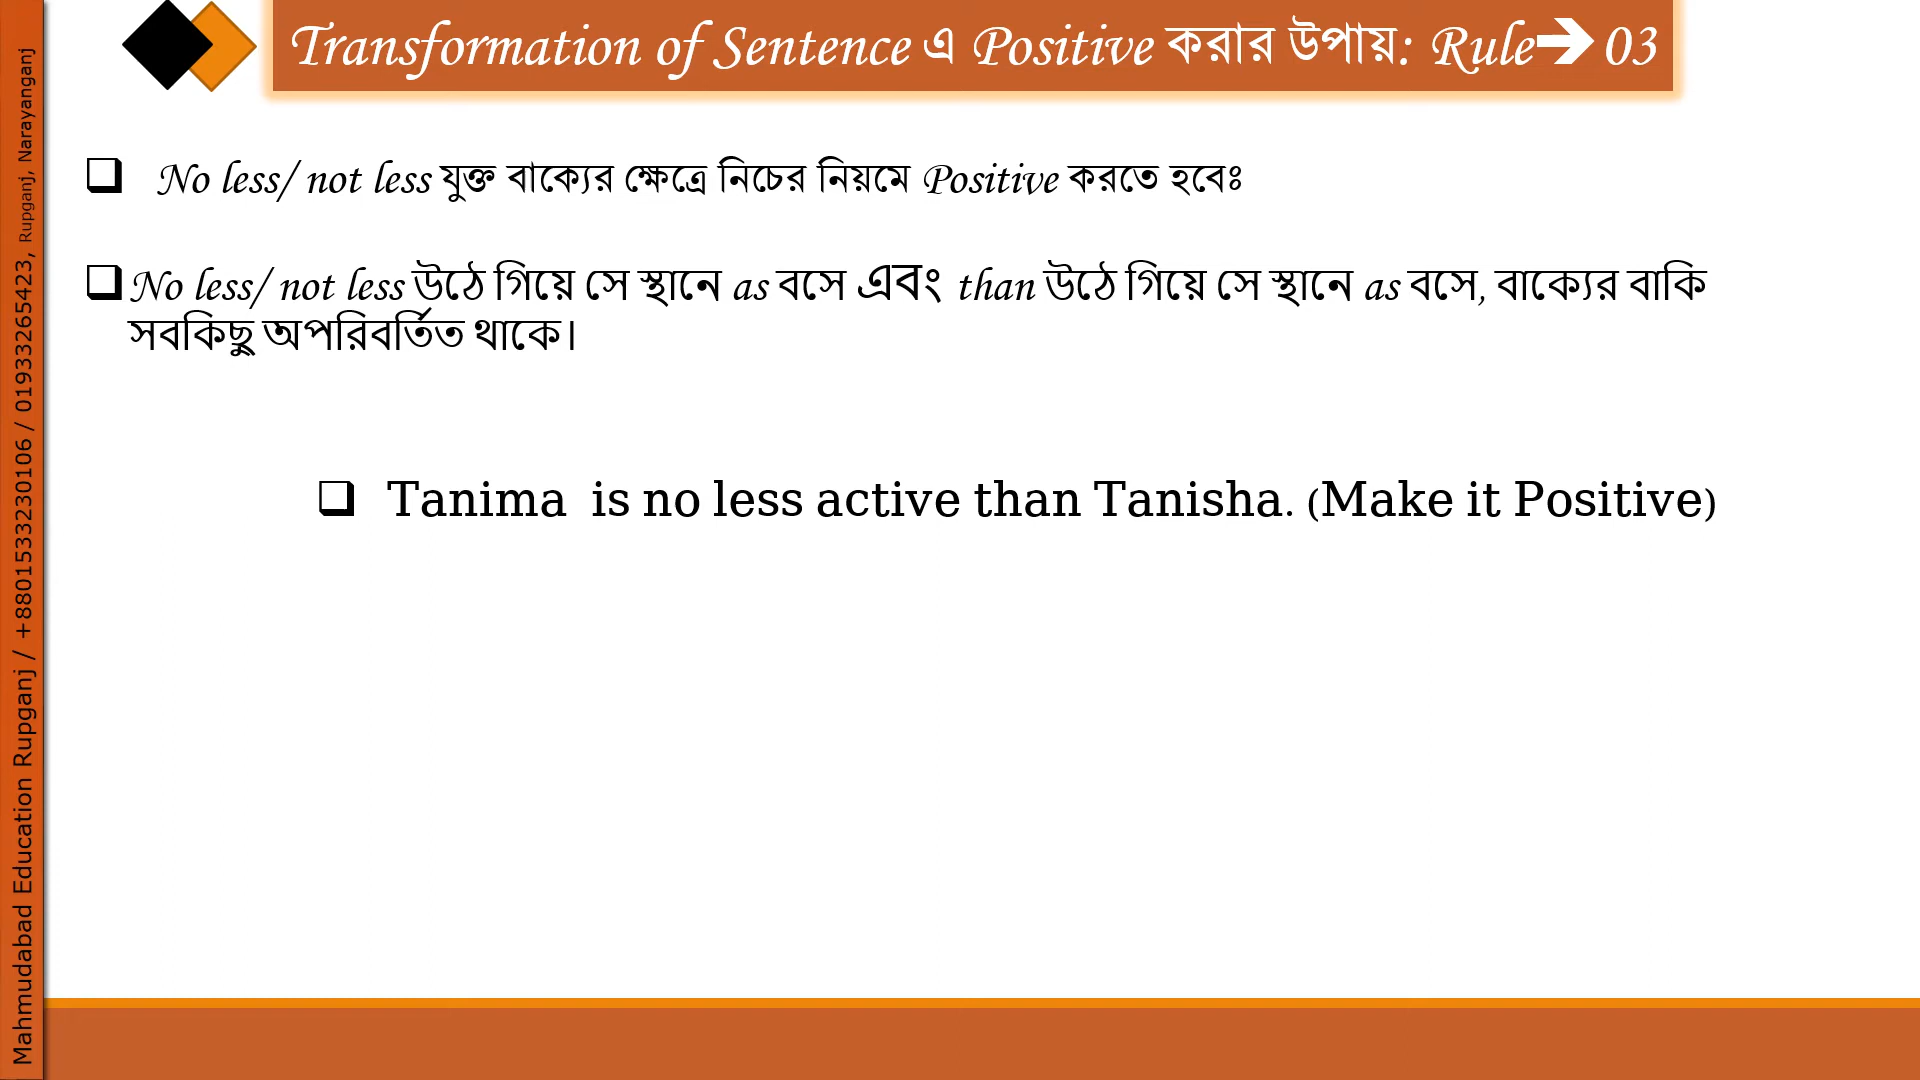 Transformation of Sentence এ Positive করার উপায়: Rule➔ 03
❑ No less/ not less যুক্ত বাক্যের ক্ষেত্রে নিচের নিয়মে Positive করতে হবেঃ
❑ No less/ not less উঠে গিয়ে সে স্থানে as বসে এবং than উঠে গিয়ে সে স্থানে as বসে, বাক্যের বাকি
সবকিছু অপরিবর্তিত থাকে।
❑ Tanima is no less active than Tanisha. (Make it Positive)
Mahmudabad Education Rupganj / +8801533230106 / 01933265423, Rupganj, Narayanganj